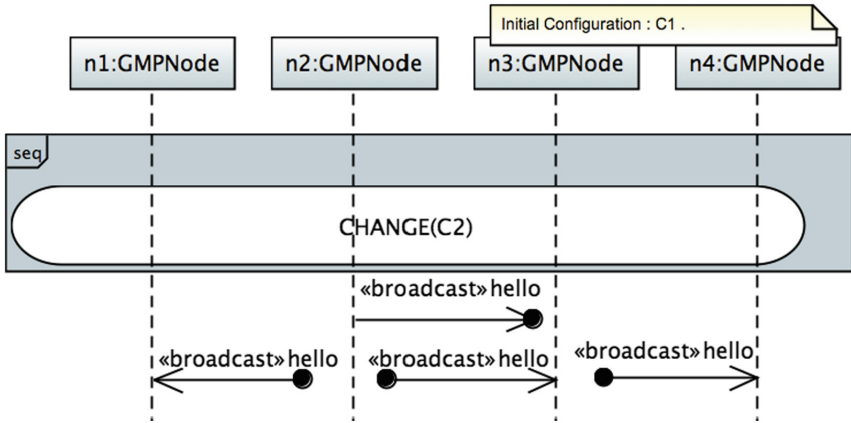 Initial Configuration : C1 .
n1:GMPNode
n2:GMPNode
n3:GMPNode
n4:GMPNode
seq
CHANGE(C2)
«broadcast»hello
«broadcast»hello
«broadcast»hello
«broadcast»hello